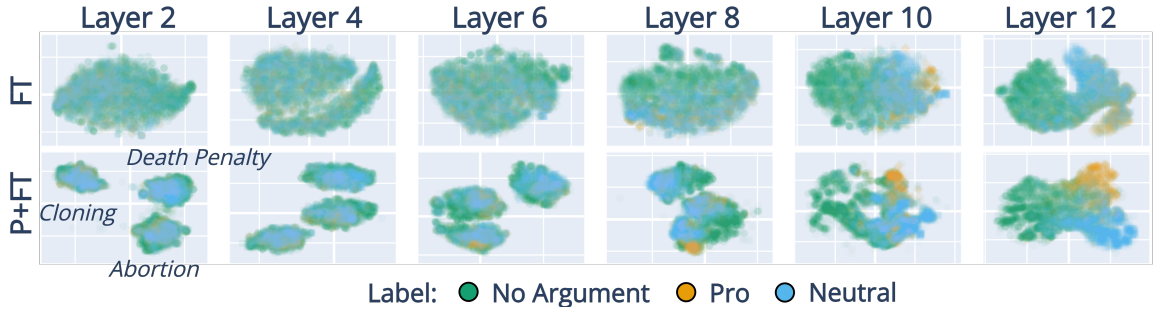 Layer 2 Layer 4 Layer 6 Layer 8 Layer 10 Layer 12
FT
P+FT
Death Penalty
Cloning
Abortion
Label: No Argument Pro Neutral